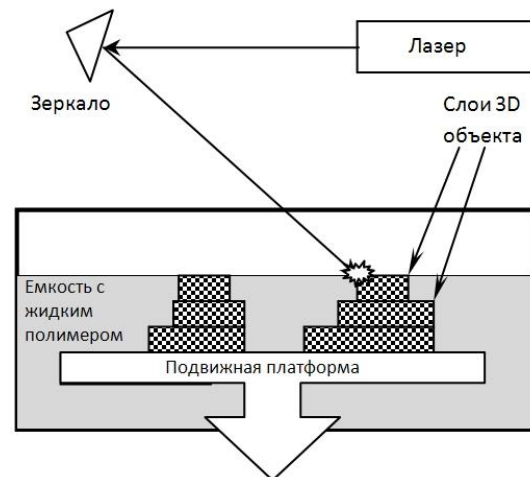 Лазер
Зеркало
Слои 3D
объекта
Емкость с
жидким
полимером
Подвижная платформа